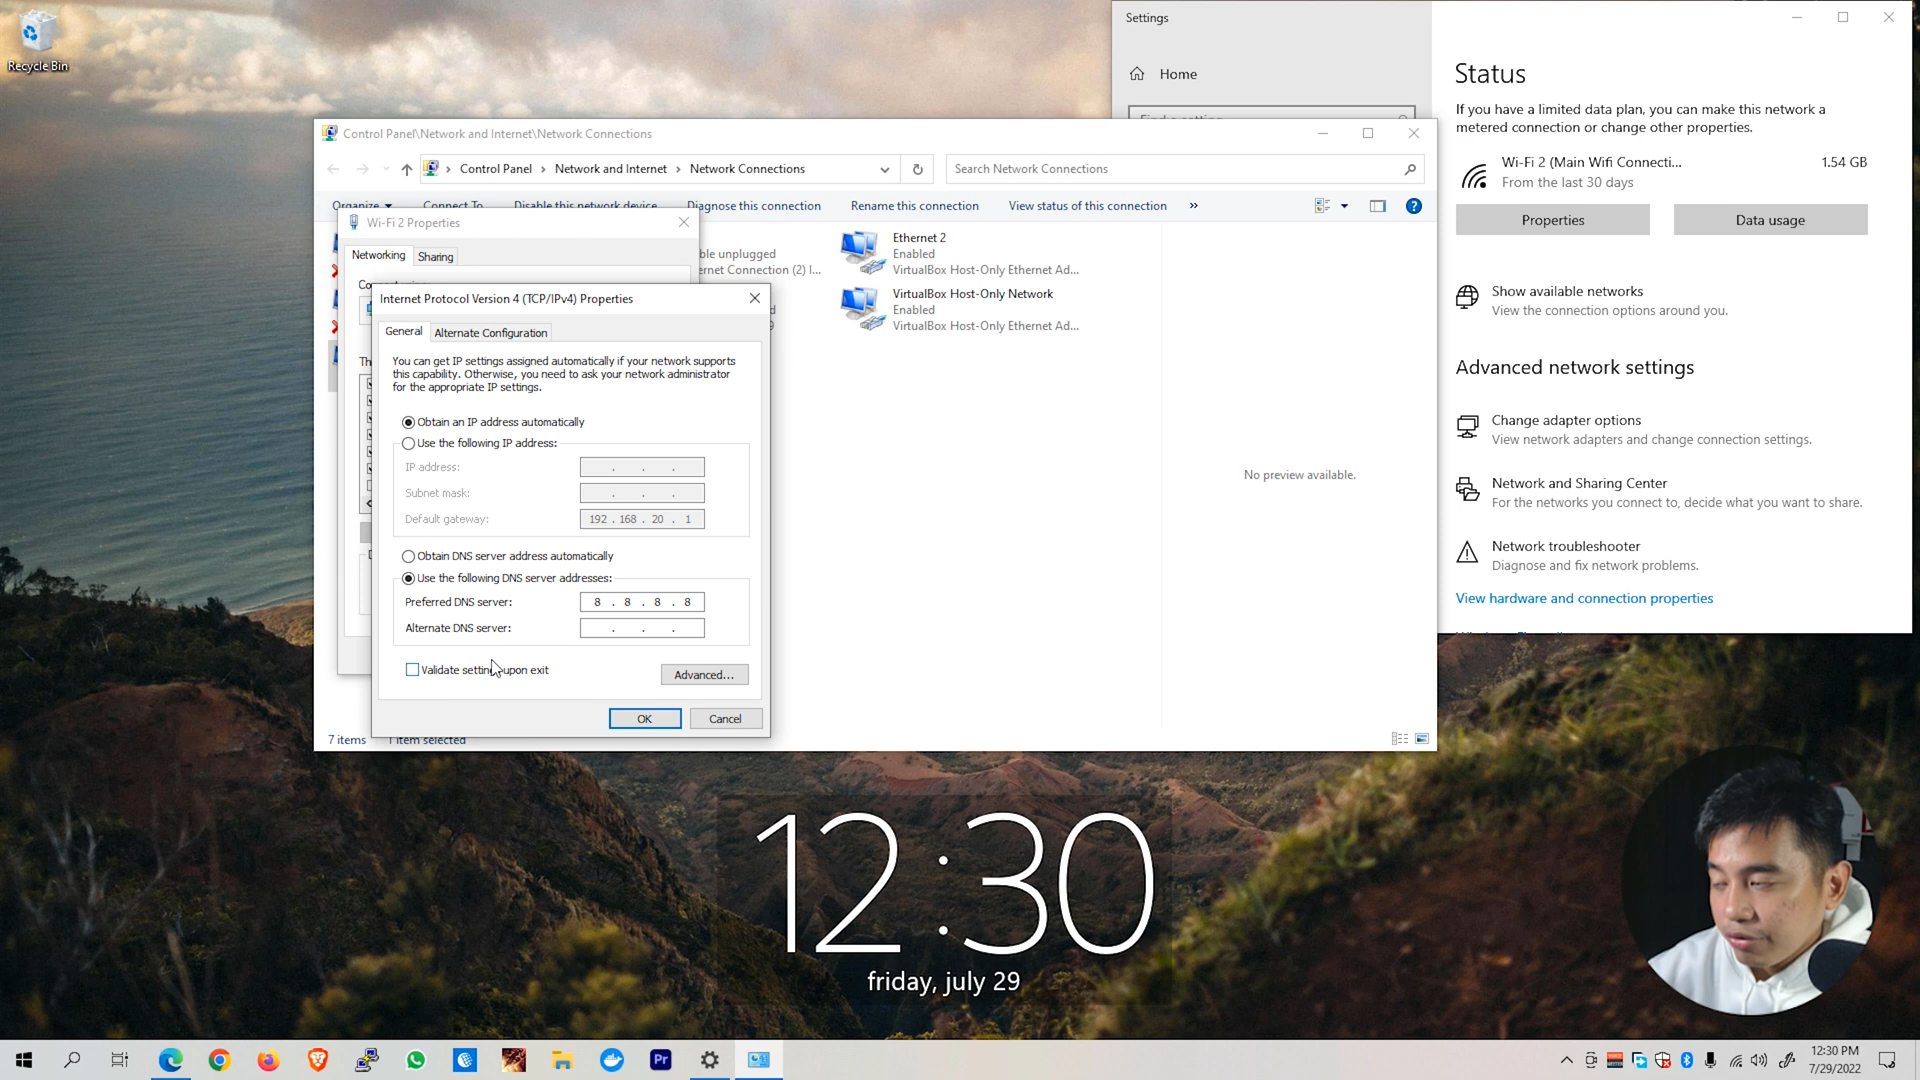 Recycle Bin
Settings
Home
Status
If you have a limited data plan, you can make this network a
metered connection or change other properties.
Wi-Fi 2 (Main Wifi Connecti...
1.54 GB
From the last 30 days
Properties
Data usage
Show available networks
View the connection options around you.
Advanced network settings
Change adapter options
View network adapters and change connection settings.
Network and Sharing Center
For the networks you connect to, decide what you want to share.
Network troubleshooter
Diagnose and fix network problems.
View hardware and connection properties
Control Panel\Network and Internet\Network Connections
Control Panel > Network and Internet > Network Connections
Search Network Connections
Organize
Connect To
Disable this network device
Diagnose this connection
Rename this connection
View status of this connection
»
ble unplugged
ernet Connection (2) I...
Ethernet 2
Enabled
VirtualBox Host-Only Ethernet Ad...
VirtualBox Host-Only Network
Enabled
VirtualBox Host-Only Ethernet Ad...
No preview available.
7 items
1 item selected
Wi-Fi 2 Properties
Networking
Sharing
Internet Protocol Version 4 (TCP/IPv4) Properties
General
Alternate Configuration
You can get IP settings assigned automatically if your network supports
this capability. Otherwise, you need to ask your network administrator
for the appropriate IP settings.
Obtain an IP address automatically
Use the following IP address:
IP address:
. . .
Subnet mask:
. . .
Default gateway:
192 . 168 . 20 . 1
Obtain DNS server address automatically
Use the following DNS server addresses:
Preferred DNS server:
8 . 8 . 8 . 8
Alternate DNS server:
. . .
Validate settings upon exit
Advanced...
OK
Cancel
12:30
friday, july 29
Pr
12:30 PM
7/29/2022